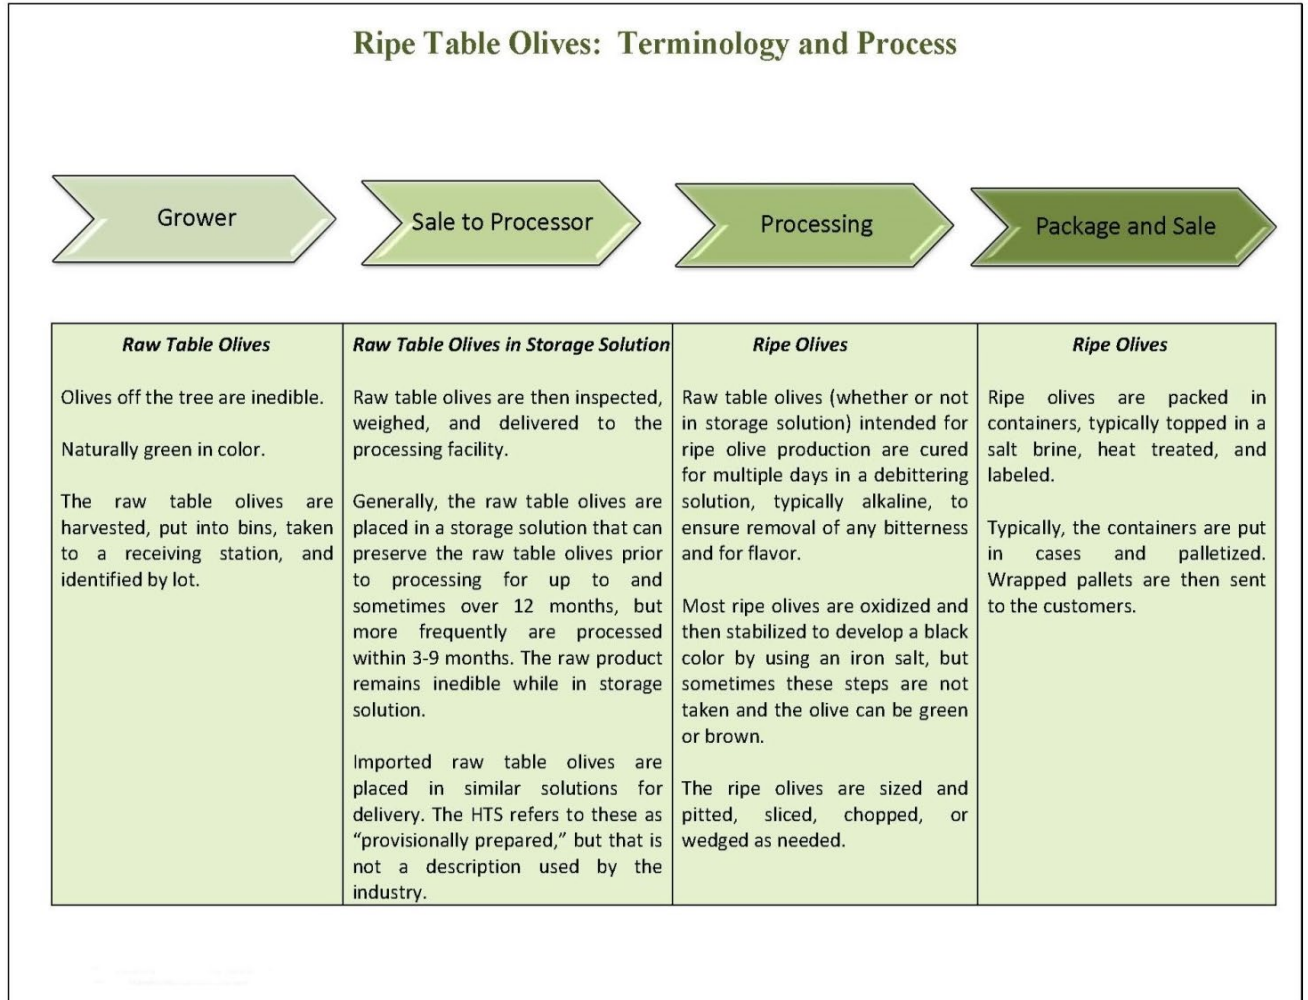 Ripe Table Olives: Terminology and Process
Grower
Sale to Processor
Processing
Package and Sale
Raw Table Olives
Olives off the tree are inedible.
Naturally green in color.
The raw table olives are
harvested, put into bins, taken
to a receiving station, and
identified by lot.
Raw Table Olives in Storage Solution
Raw table olives are then inspected,
weighed, and delivered to the
processing facility.
Generally, the raw table olives are
placed in a storage solution that can
preserve the raw table olives prior
to processing for up to and
sometimes over 12 months, but
more frequently are processed
within 3-9 months. The raw product
remains inedible while in storage
solution.
Imported raw table olives are
placed in similar solutions for
delivery. The HTS refers to these as
“provisionally prepared,” but that is
not a description used by the
industry.
Ripe Olives
Raw table olives (whether or not
in storage solution) intended for
ripe olive production are cured
for multiple days in a debittering
solution, typically alkaline, to
ensure removal of any bitterness
and for flavor.
Most ripe olives are oxidized and
then stabilized to develop a black
color by using an iron salt, but
sometimes these steps are not
taken and the olive can be green
or brown.
The ripe olives are sized and
pitted, sliced, chopped, or
wedged as needed.
Ripe Olives
Ripe olives are packed in
containers, typically topped in a
salt brine, heat treated, and
labeled.
Typically, the containers are put
in cases and palletized.
Wrapped pallets are then sent
to the customers.